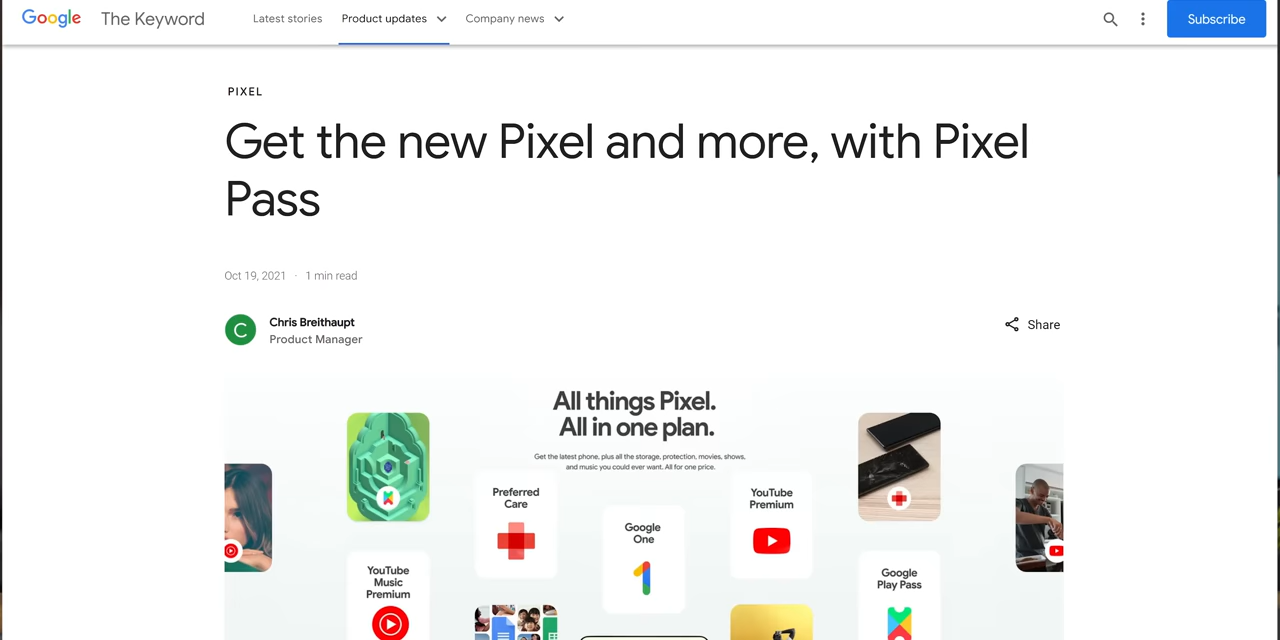 Google The Keyword Latest stories Product updates Company news Subscribe
PIXEL
Get the new Pixel and more, with Pixel
Pass
Oct 19, 2021 · 1 min read
C
Chris Breithaupt
Product Manager
Share
All things Pixel.
All in one plan.
Get the latest phone, plus all the storage, protection, movies, shows,
and music you could ever want. All for one price.
Preferred
Care
YouTube
Premium
Google
One
1
YouTube
Music
Premium
Google
Play Pass